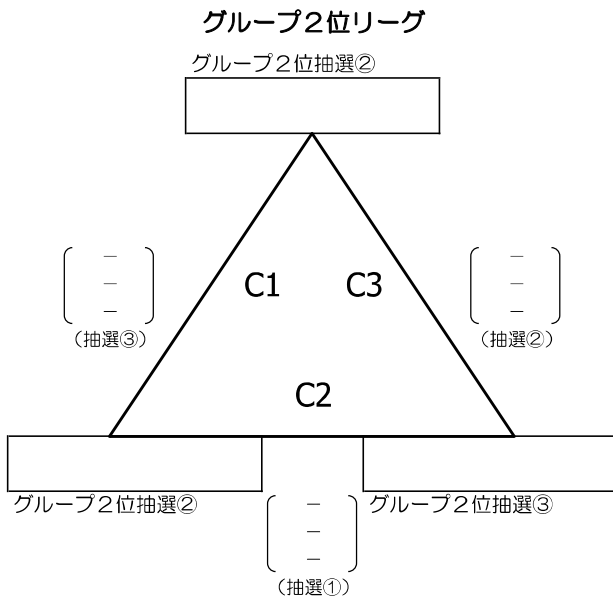 グループ２位リーグ
グループ２位抽選②
C1
C3
C2
－
－
－
（抽選③）
－
－
－
（抽選②）
グループ２位抽選②
グループ２位抽選③
－
－
－
（抽選①）